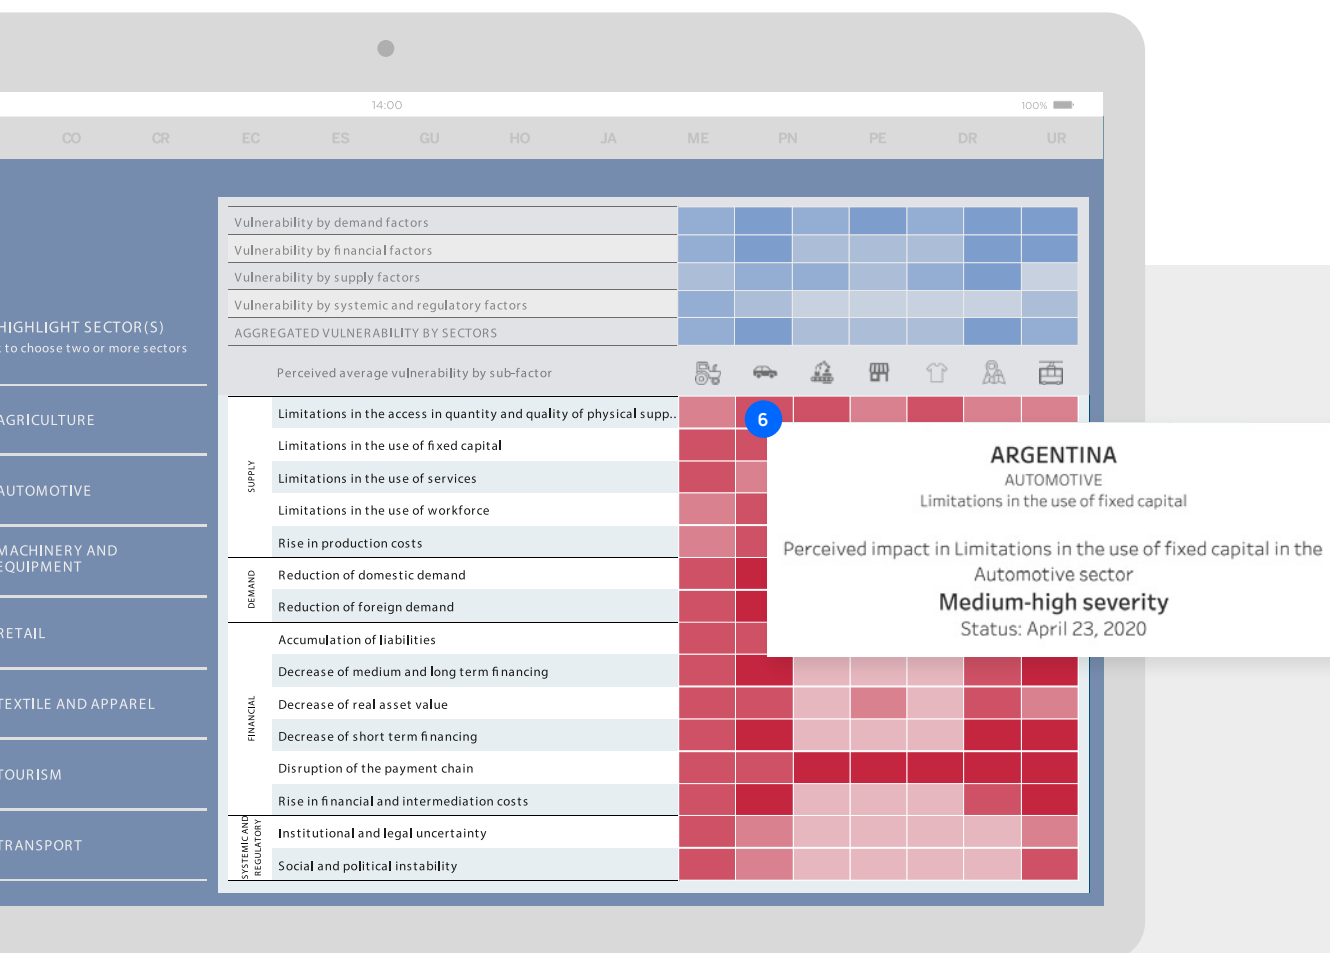 14:00
100%
CO CR EC ES GU HO JA ME PN PE DR UR
Vulnerability by demand factors
Vulnerability by financial factors
Vulnerability by supply factors
Vulnerability by systemic and regulatory factors
AGGREGATED VULNERABILITY BY SECTORS
Perceived average vulnerability by sub-factor
HIGHLIGHT SECTOR(S)
to choose two or more sectors
AGRICULTURE
AUTOMOTIVE
MACHINERY AND
EQUIPMENT
RETAIL
TEXTILE AND APPAREL
TOURISM
TRANSPORT
SUPPLY
Limitations in the access in quantity and quality of physical supp..
Limitations in the use of fixed capital
Limitations in the use of services
Limitations in the use of workforce
Rise in production costs
DEMAND
Reduction of domestic demand
Reduction of foreign demand
FINANCIAL
Accumulation of liabilities
Decrease of medium and long term financing
Decrease of real asset value
Decrease of short term financing
Disruption of the payment chain
Rise in financial and intermediation costs
SYSTEMIC AND
REGULATORY
Institutional and legal uncertainty
Social and political instability
6
ARGENTINA
AUTOMOTIVE
Limitations in the use of fixed capital
Perceived impact in Limitations in the use of fixed capital in the
Automotive sector
Medium-high severity
Status: April 23, 2020